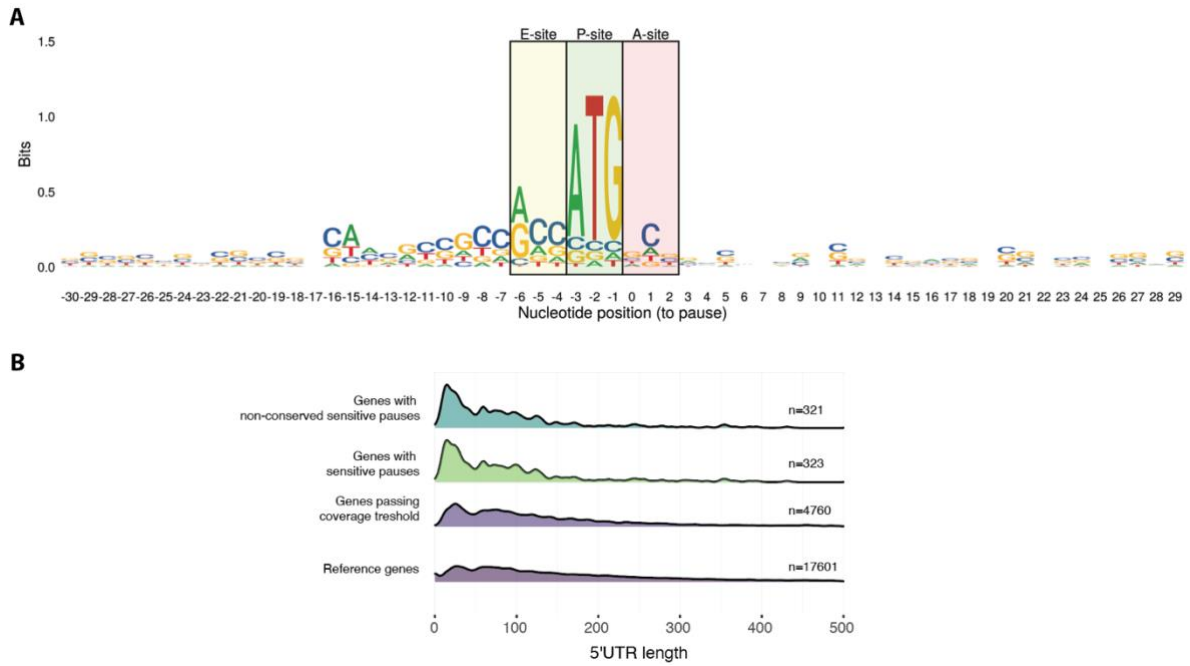 A
E-site P-site A-site
1.5
1.0
0.5
0.0
Bits
ATG
-30 -29 -28 -27 -26 -25 -24 -23 -22 -21 -20 -19 -18 -17 -16 -15 -14 -13 -12 -11 -10 -9 -8 -7 -6 -5 -4 -3 -2 -1 0 1 2 3 4 5 6 7 8 9 10 11 12 13 14 15 16 17 18 19 20 21 22 23 24 25 26 27 28 29
Nucleotide position (to pause)
B
Genes with
non-conserved sensitive pauses
n=321
Genes with
sensitive pauses
n=323
Genes passing
coverage treshold
n=4760
Reference genes
n=17601
0 100 200 300 400 500
5'UTR length